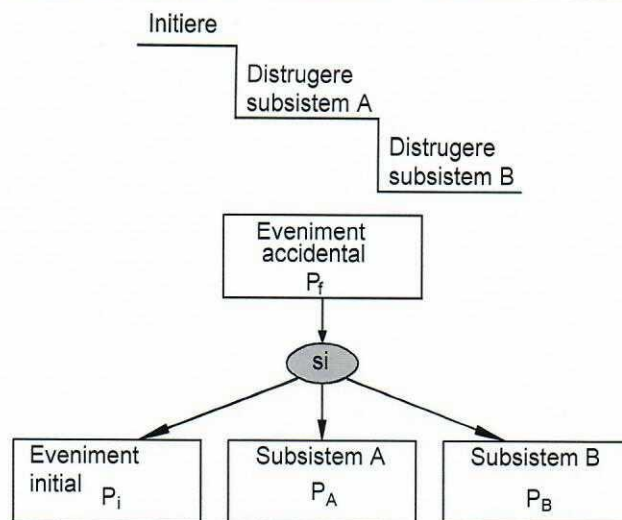 Initiere
Distrugere
subsistem A
Distrugere
subsistem B
Eveniment
accidental
Pf
si
Eveniment
initial Pi
Subsistem A
PA
Subsistem B
PB